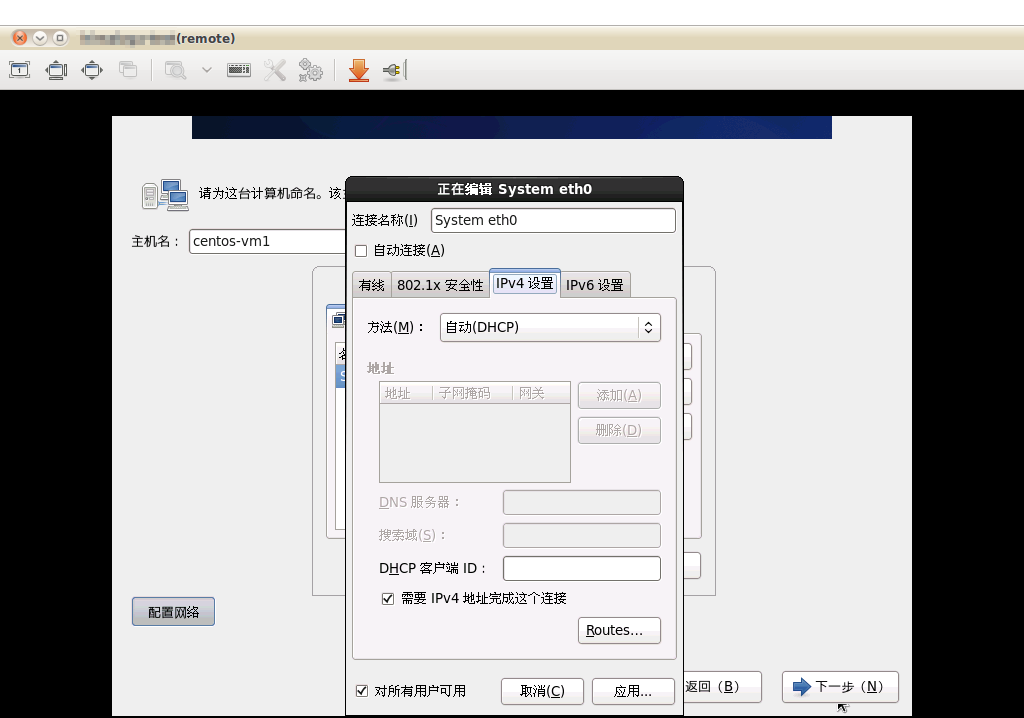 (remote)
请为这台计算机命名。该
正在编辑 System eth0
连接名称(I) System eth0
主机名： centos-vm1
自动连接(A)
有线 802.1x 安全性 IPv4 设置 IPv6 设置
方法(M)： 自动(DHCP)
地址
地址 子网掩码 网关
添加(A)
删除(D)
DNS 服务器：
搜索域(S)：
DHCP 客户端 ID：
需要 IPv4 地址完成这个连接
配置网络
Routes…
对所有用户可用 取消(C) 应用... 返回（B） 下一步（N）